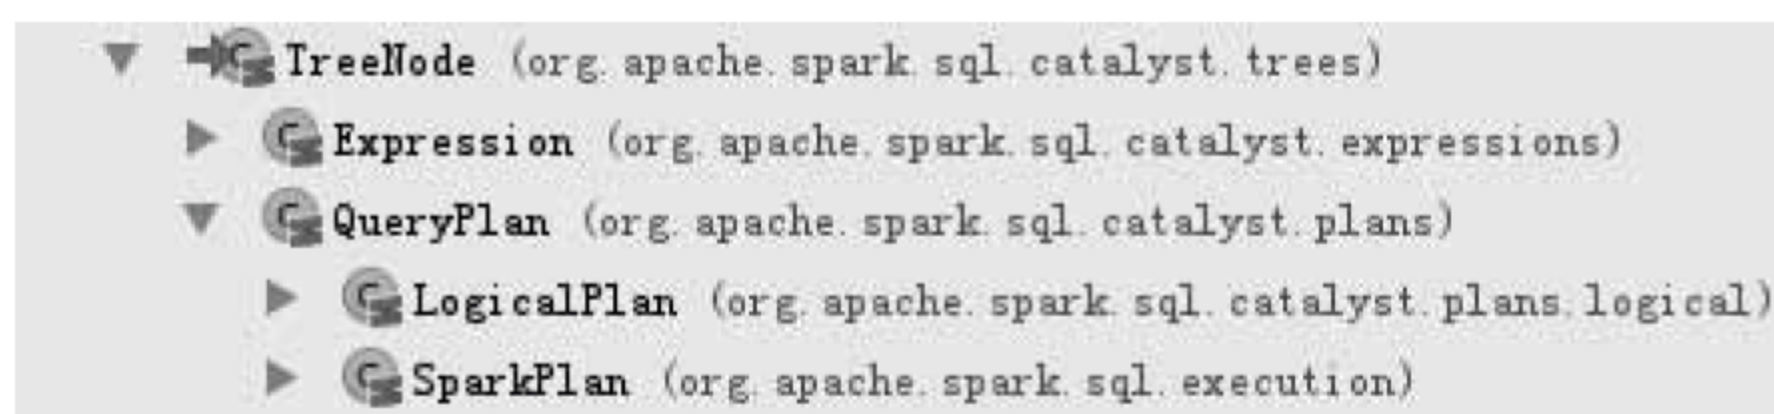 TreeNode (org.apache.spark.sql.catalyst.trees)
Expression (org.apache.spark.sql.catalyst.expressions)
QueryPlan (org.apache.spark.sql.catalyst.plans)
LogicalPlan (org.apache.spark.sql.catalyst.plans.logical)
SparkPlan (org.apache.spark.sql.execution)